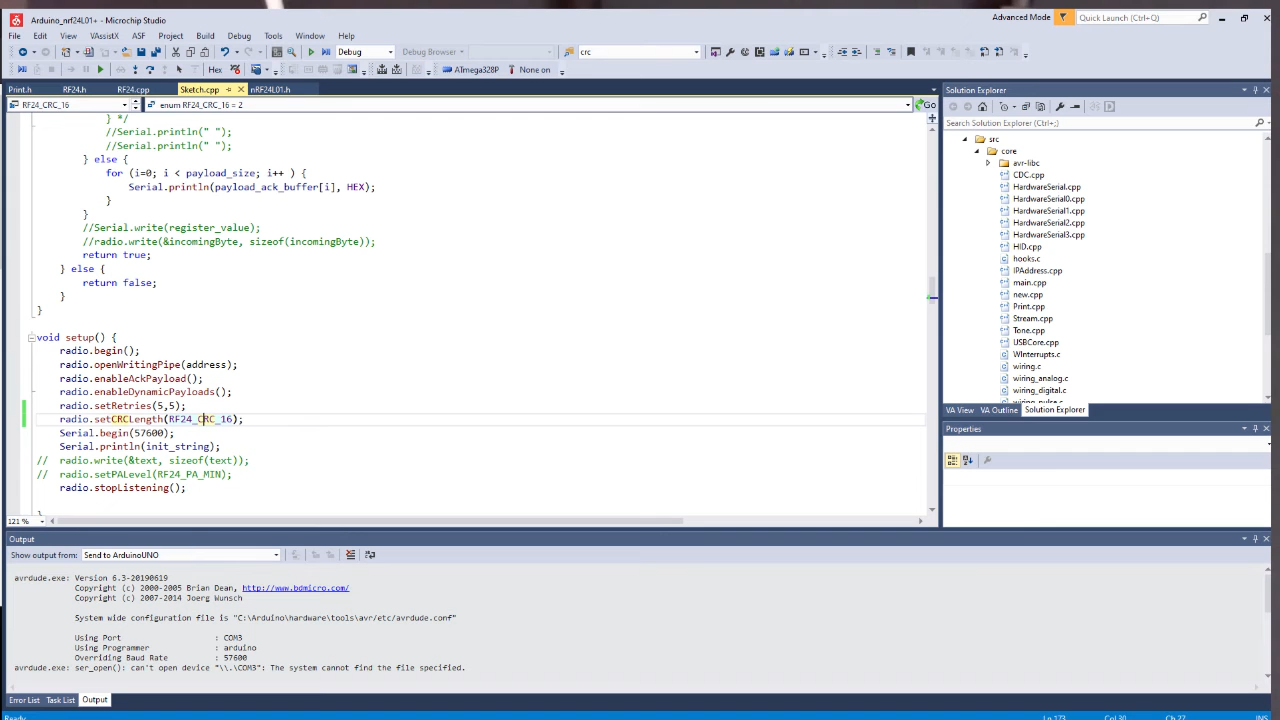 Arduino_nrf24L01+ - Microchip Studio
Advanced Mode
Quick Launch (Ctrl+;)
File Edit View VAssistX ASF Project Build Debug Tools Window Help
Debug Debug Browser crc
Hex ATmega328P None on
Print.h RF24.h RF24.cpp Sketch.cpp nRF24L01.h
RF24_CRC_16 enum RF24_CRC_16 = 2 Go
} */
//Serial.println(" ");
//Serial.println(" ");
} else {
for (i=0; i < payload_size; i++ ) {
Serial.println(payload_ack_buffer[i], HEX);
}
}
//Serial.write(register_value);
//radio.write(&incomingByte, sizeof(incomingByte));
return true;
} else {
return false;
}
}
void setup() {
radio.begin();
radio.openWritingPipe(address);
radio.enableAckPayload();
radio.enableDynamicPayloads();
radio.setRetries(5,5);
radio.setCRCLength(RF24_CRC_16);
Serial.begin(57600);
Serial.println(init_string);
// radio.write(&text, sizeof(text));
// radio.setPALevel(RF24_PA_MIN);
radio.stopListening();
}
121 %
Solution Explorer
Search Solution Explorer (Ctrl+;)
src
core
avr-libc
CDC.cpp
HardwareSerial.cpp
HardwareSerial0.cpp
HardwareSerial1.cpp
HardwareSerial2.cpp
HardwareSerial3.cpp
HID.cpp
hooks.c
IPAddress.cpp
main.cpp
new.cpp
Print.cpp
Stream.cpp
Tone.cpp
USBCore.cpp
WInterrupts.c
wiring.c
wiring_analog.c
wiring_digital.c
wiring_pulse.c
VA View VA Outline Solution Explorer
Properties
Output
Show output from: Send to ArduinoUNO
avrdude.exe: Version 6.3-20190619
Copyright (c) 2000-2005 Brian Dean, http://www.bdmicro.com/
Copyright (c) 2007-2014 Joerg Wunsch
System wide configuration file is "C:\Arduino\hardware\tools\avr/etc/avrdude.conf"
Using Port : COM3
Using Programmer : arduino
Overriding Baud Rate : 57600
avrdude.exe: ser_open(): can't open device "\\.\COM3": The system cannot find the file specified.
Error List Task List Output
Ready Ln 173 Col 30 Ch 27 INS